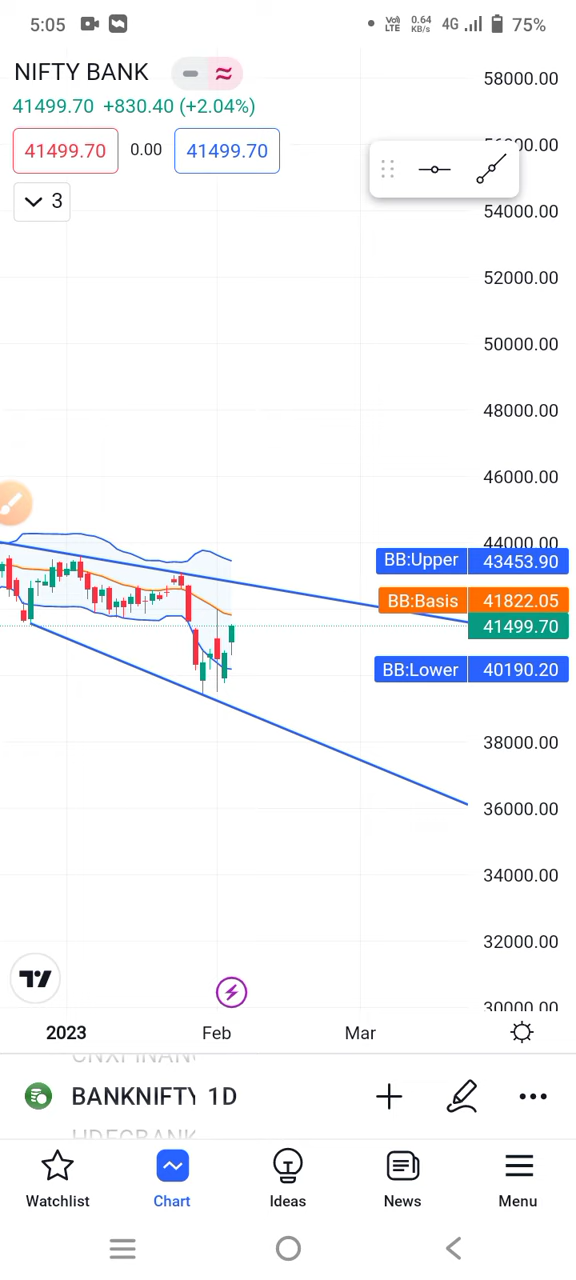 5:05
Vo)
LTE
0.64
KB/s
4G
75%
NIFTY BANK
58000.00
41499.70 +830.40 (+2.04%)
41499.70 0.00 41499.70
3
54000.00
52000.00
50000.00
48000.00
46000.00
44000.00
BB:Upper 43453.90
BB:Basis 41822.05
41499.70
BB:Lower 40190.20
38000.00
36000.00
34000.00
32000.00
30000.00
2023 Feb Mar
BANKNIFTY 1D
HDFCBANK
Watchlist Chart Ideas News Menu